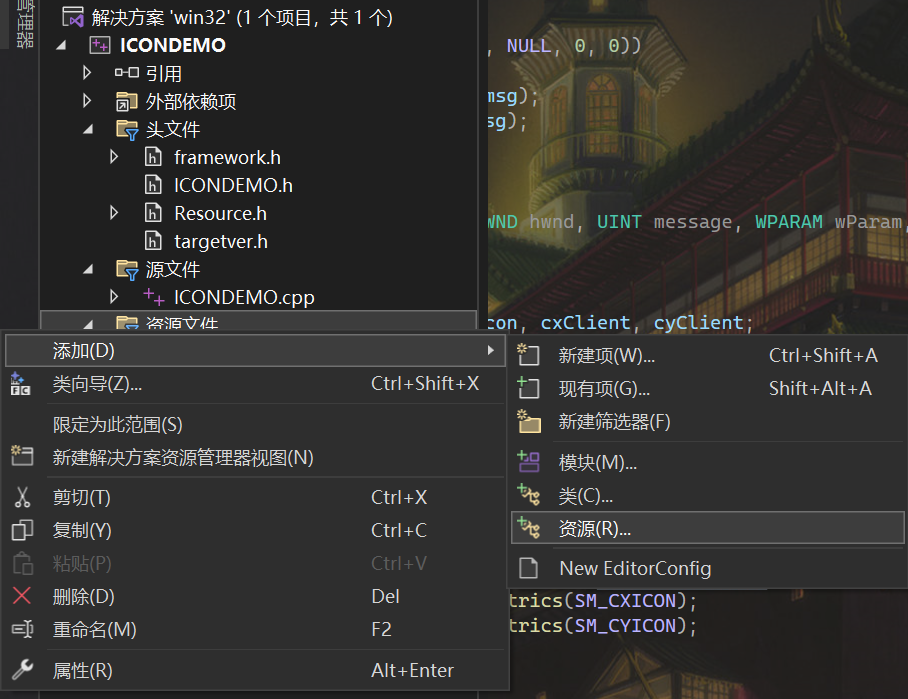 管理器
解决方案 'win32' (1 个项目，共 1 个)
ICONDEMO
引用
外部依赖项
头文件
framework.h
ICONDEMO.h
Resource.h
targetver.h
源文件
ICONDEMO.cpp
资源文件
, NULL, 0, 0))
msg);
sg);
WND hwnd, UINT message, WPARAM wParam,
con, cxClient, cyClient;
添加(D)
类向导(Z)... Ctrl+Shift+X
限定为此范围(S)
新建解决方案资源管理器视图(N)
剪切(T) Ctrl+X
复制(Y) Ctrl+C
粘贴(P) Ctrl+V
删除(D) Del
重命名(M) F2
属性(R) Alt+Enter
新建项(W)... Ctrl+Shift+A
现有项(G)... Shift+Alt+A
新建筛选器(F)
模块(M)...
类(C)...
资源(R)...
New EditorConfig
trics(SM_CXICON);
trics(SM_CYICON);